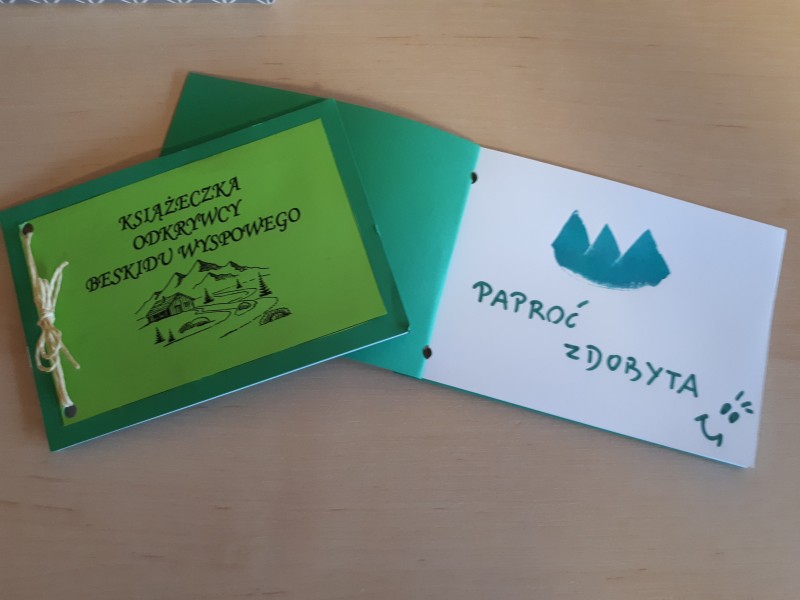 KSIĄŻECZKA
ODKRYWCY
BESKIDU WYSPOWEGO
PAPROĆ
ZDOBYTA